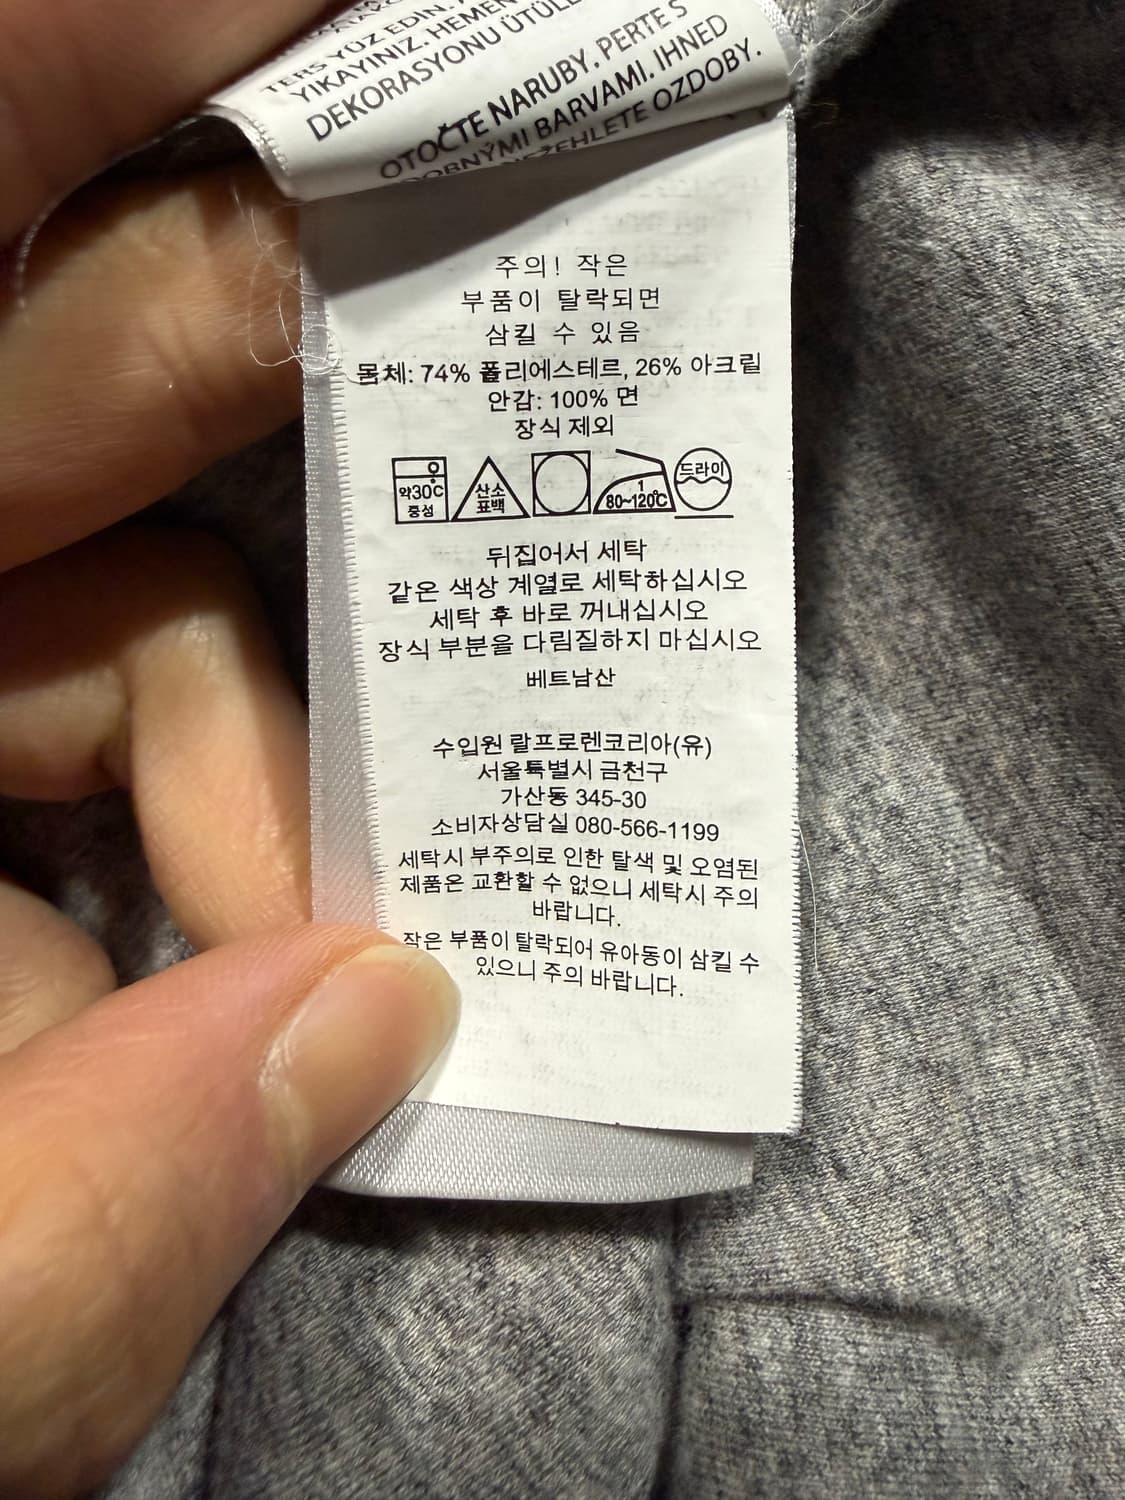 TERS YÜZ EDİN.
YIKAYINIZ. HEMEN
DEKORASYONU ÜTÜLE
OTOČTE NARUBY. PERTE S
OBNÝMI BARVAMI. IHNED
NEŽEHLETE OZDOBY.
주의! 작은
부품이 탈락되면
삼킬 수 있음
몸체: 74% 폴리에스테르, 26% 아크릴
안감: 100% 면
장식 제외
약30℃
중성
산소
표백
1
80~120℃
드라이
뒤집어서 세탁
같은 색상 계열로 세탁하십시오
세탁 후 바로 꺼내십시오
장식 부분을 다림질하지 마십시오
베트남산
수입원 랄프로렌코리아(유)
서울특별시 금천구
가산동 345-30
소비자상담실 080-566-1199
세탁시 부주의로 인한 탈색 및 오염된
제품은 교환할 수 없으니 세탁시 주의
바랍니다.
작은 부품이 탈락되어 유아동이 삼킬 수
있으니 주의 바랍니다.